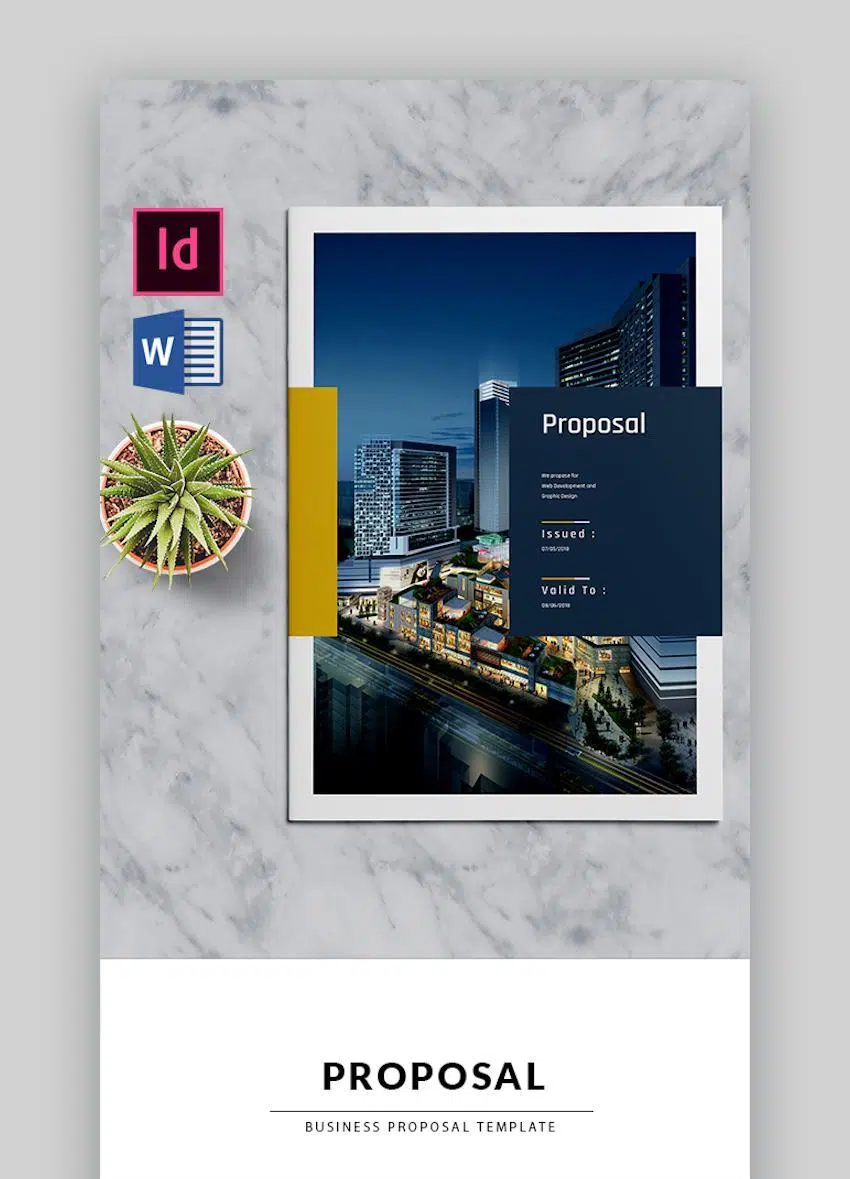 Id
W
Proposal
We propose for
Web Development and
Graphic Design
Issued :
07/05/2018
Valid To :
08/06/2018
PROPOSAL
BUSINESS PROPOSAL TEMPLATE